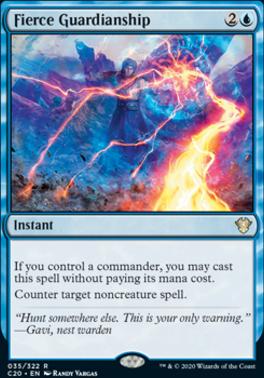 Fierce Guardianship 2
Instant
If you control a commander, you may cast
this spell without paying its mana cost.
Counter target noncreature spell.
"Hunt somewhere else. This is your only warning."
—Gavi, nest warden
035/322 R
C20 • EN Randy Vargas
™ & © 2020 Wizards of the Coast